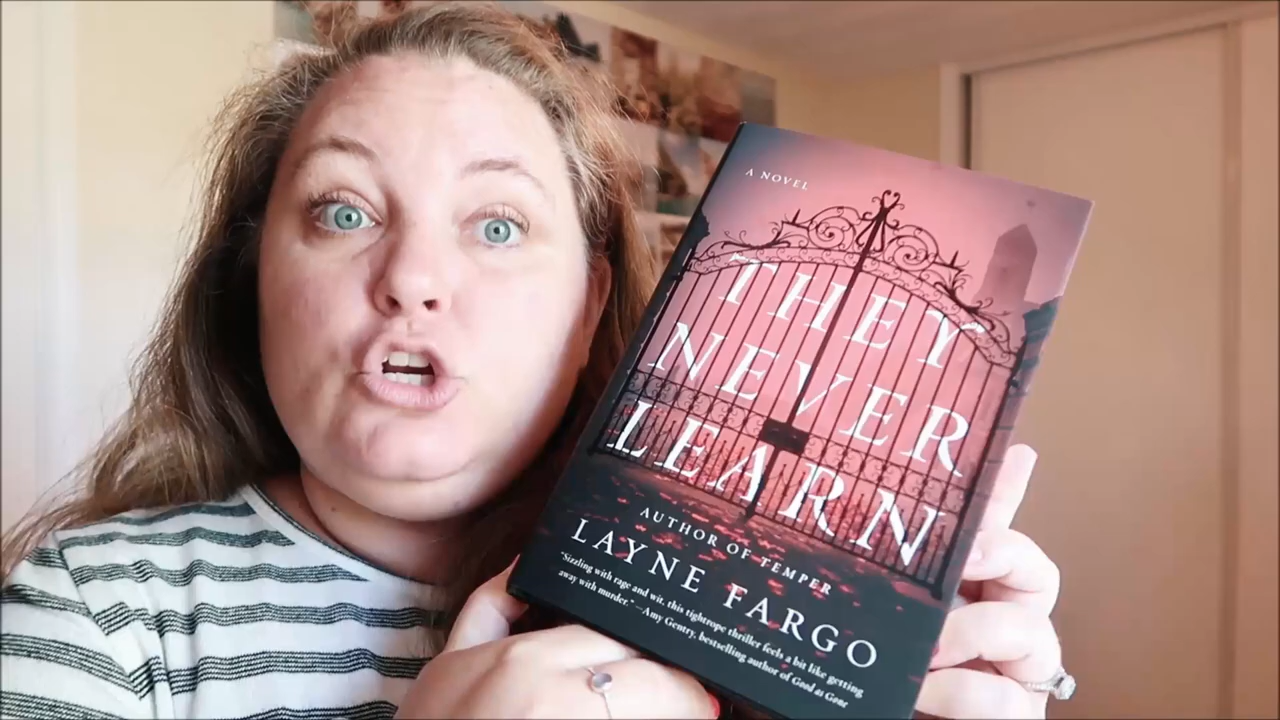 A NOVEL
THEY
NEVER
LEARN
AUTHOR OF TEMPER
LAYNE FARGO
"Sizzling with rage and wit, this tightrope thriller feels a bit like getting
away with murder." —Amy Gentry, bestselling author of Good as Gone